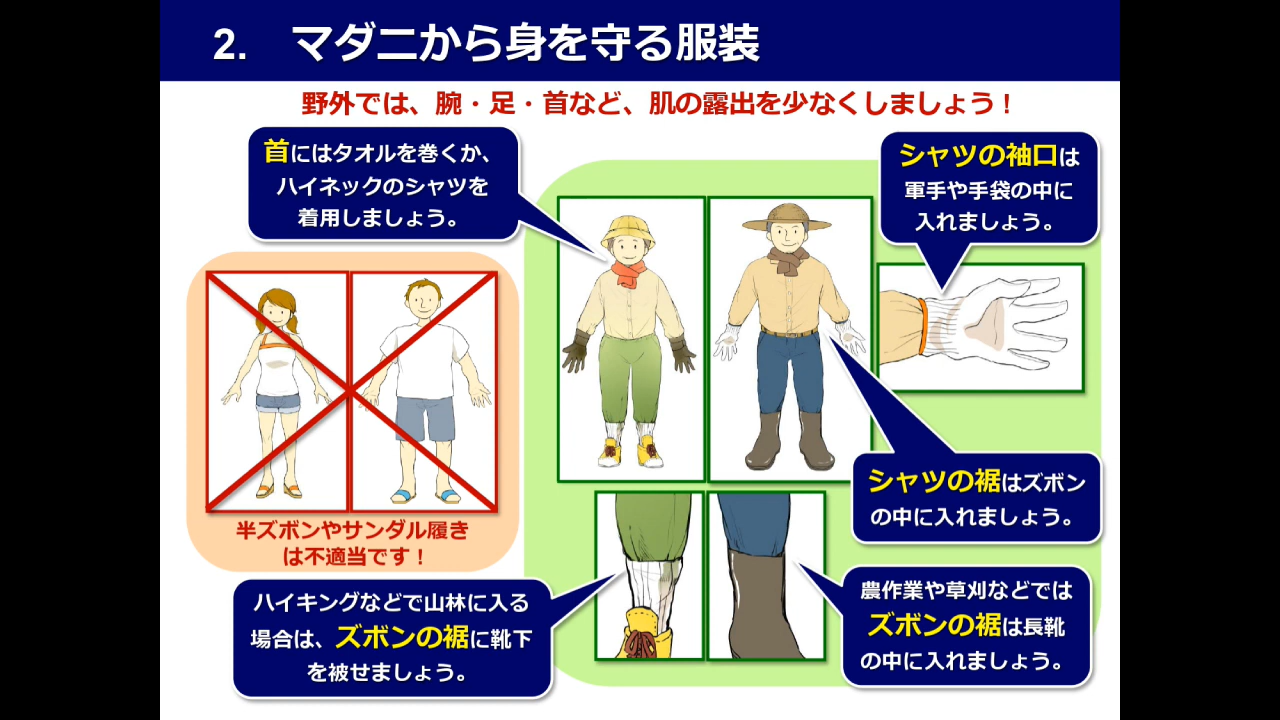 2. マダニから身を守る服装
野外では、腕・足・首など、肌の露出を少なくしましょう！
首にはタオルを巻くか、
ハイネックのシャツを
着用しましょう。
シャツの袖口は
軍手や手袋の中に
入れましょう。
半ズボンやサンダル履き
は不適当です！
シャツの裾はズボン
の中に入れましょう。
ハイキングなどで山林に入る
場合は、ズボンの裾に靴下
を被せましょう。
農作業や草刈などでは
ズボンの裾は長靴
の中に入れましょう。